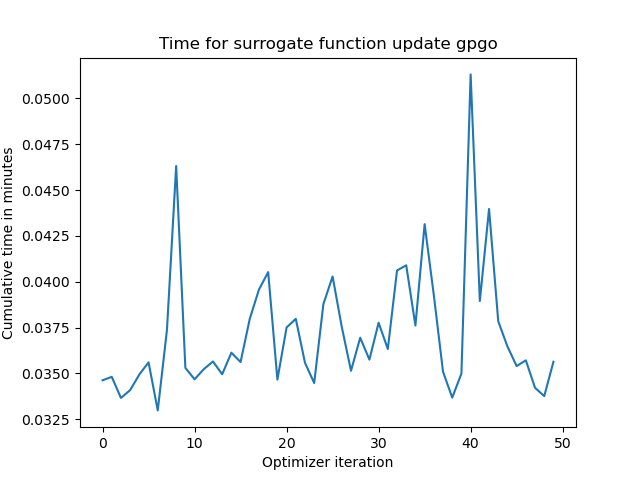 Time for surrogate function update gpgo
Cumulative time in minutes
0.0500
0.0475
0.0450
0.0425
0.0400
0.0375
0.0350
0.0325
0 10 20 30 40 50
Optimizer iteration